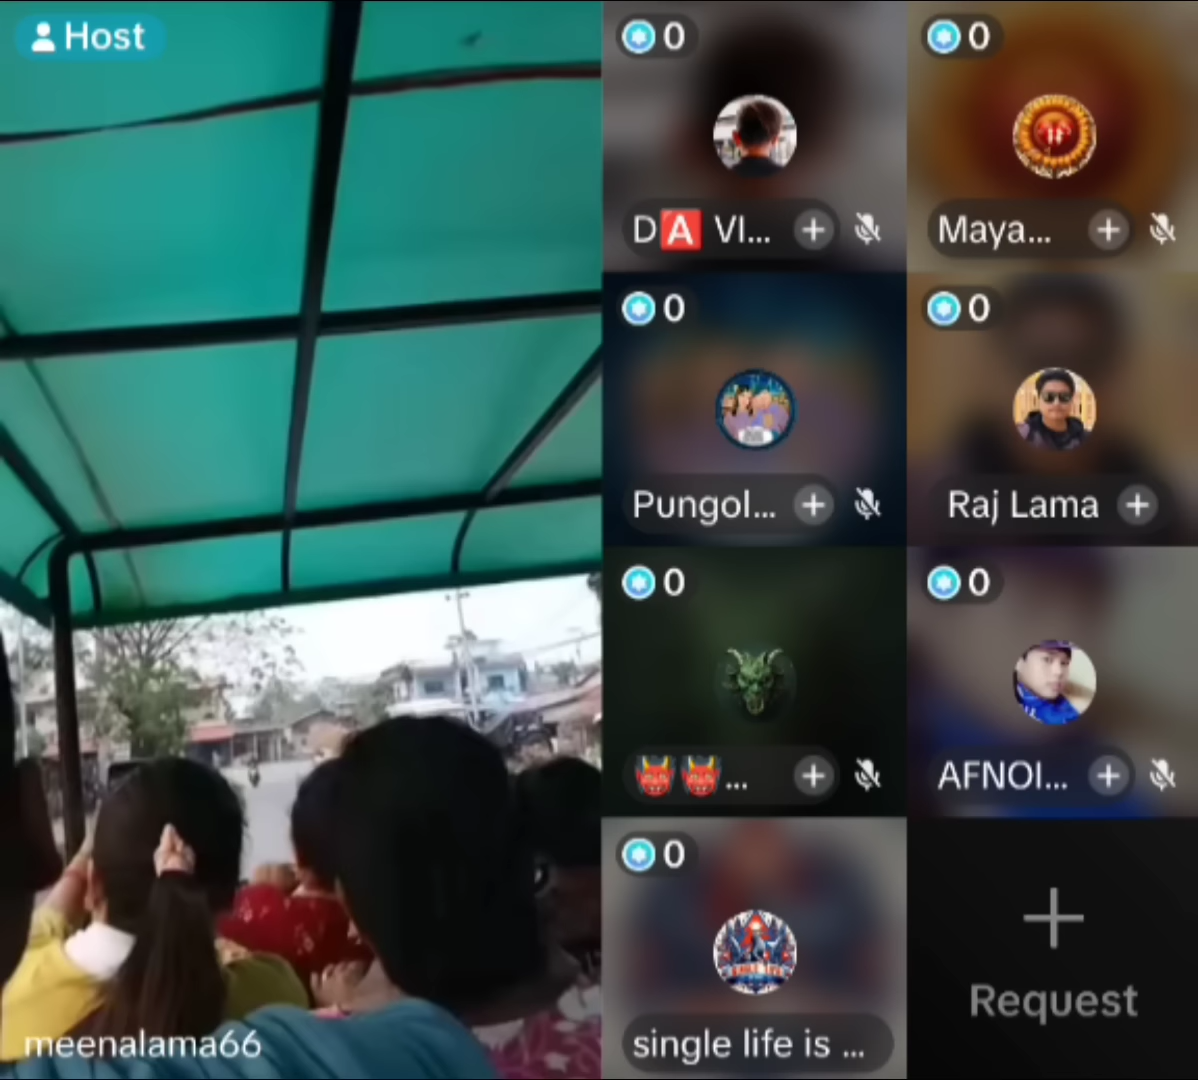 Host
0
0
D🅰 VI...
Maya...
0
0
Pungol...
Raj Lama
0
0
👹👹...
AFNOI...
0
single life is ...
Request
meenalama66